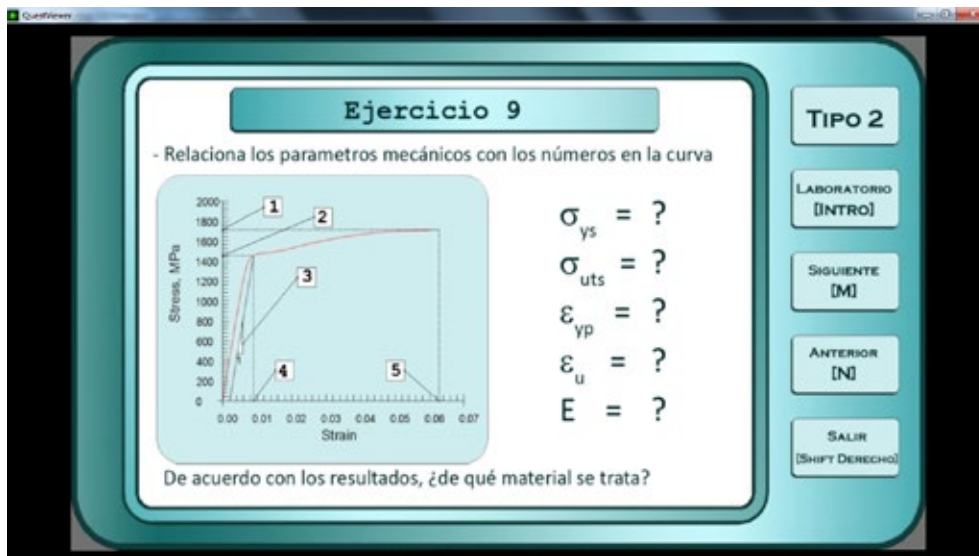 QuestViewer
Ejercicio 9
- Relaciona los parametros mecánicos con los números en la curva
2000
1800
1600
1400
1200
1000
800
600
400
200
0
Stress, MPa
1
2
3
4
5
0.00 0.01 0.02 0.03 0.04 0.05 0.06 0.07
Strain
σys = ?
σuts = ?
εyp = ?
εu = ?
E = ?
De acuerdo con los resultados, ¿de qué material se trata?
TIPO 2
LABORATORIO
[INTRO]
SIGUIENTE
[M]
ANTERIOR
[N]
SALIR
[SHIFT DERECHO]